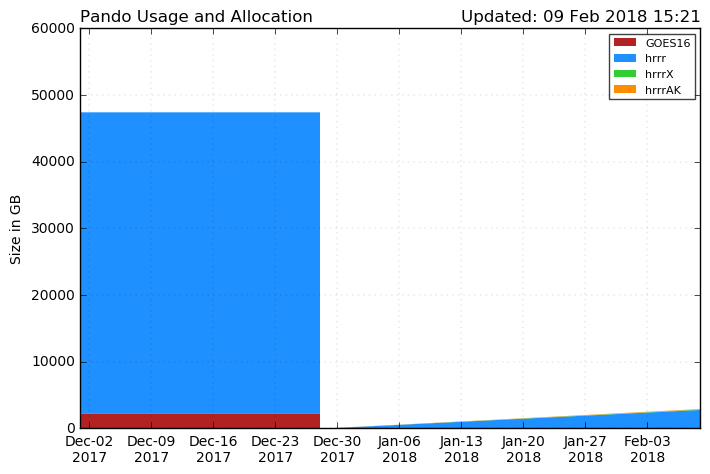 Pando Usage and Allocation
Updated: 09 Feb 2018 15:21
60000
50000
40000
30000
20000
10000
0
Size in GB
GOES16
hrrr
hrrrX
hrrrAK
Dec-02 Dec-09 Dec-16 Dec-23 Dec-30 Jan-06 Jan-13 Jan-20 Jan-27 Feb-03
2017 2017 2017 2017 2017 2018 2018 2018 2018 2018